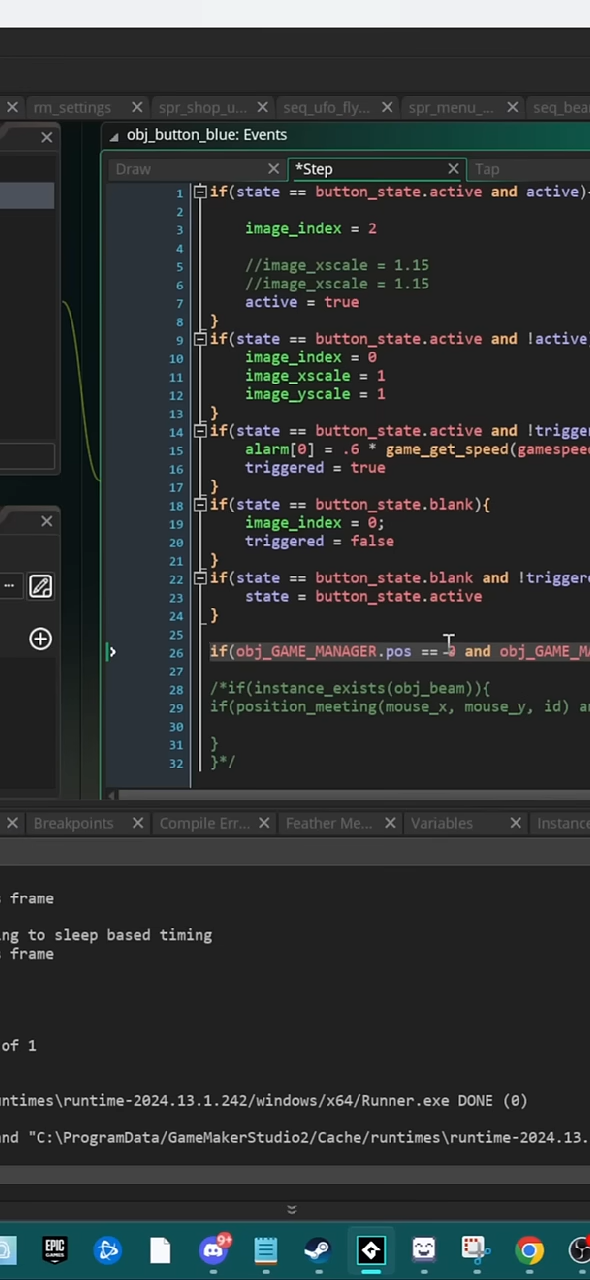 rm_settings
spr_shop_u...
seq_ufo_fly...
spr_menu_...
seq_bea
obj_button_blue: Events
Draw
*Step
Tap
1 if(state == button_state.active and active)
2
3 image_index = 2
4
5 //image_xscale = 1.15
6 //image_xscale = 1.15
7 active = true
8 }
9 if(state == button_state.active and !active
10 image_index = 0
11 image_xscale = 1
12 image_yscale = 1
13 }
14 if(state == button_state.active and !trigge
15 alarm[0] = .6 * game_get_speed(gamespee
16 triggered = true
17 }
18 if(state == button_state.blank){
19 image_index = 0;
20 triggered = false
21 }
22 if(state == button_state.blank and !trigger
23 state = button_state.active
24 }
25
26 if(obj_GAME_MANAGER.pos == and obj_GAME_M
27
28 /*if(instance_exists(obj_beam)){
29 if(position_meeting(mouse_x, mouse_y, id) a
30
31 }
32 }*/
Breakpoints
Compile Err...
Feather Me...
Variables
Instanc
s frame
ng to sleep based timing
s frame
of 1
ntimes\runtime-2024.13.1.242/windows/x64/Runner.exe DONE (0)
nd "C:\ProgramData/GameMakerStudio2/Cache/runtimes\runtime-2024.13.
EPIC
GAMES
9+